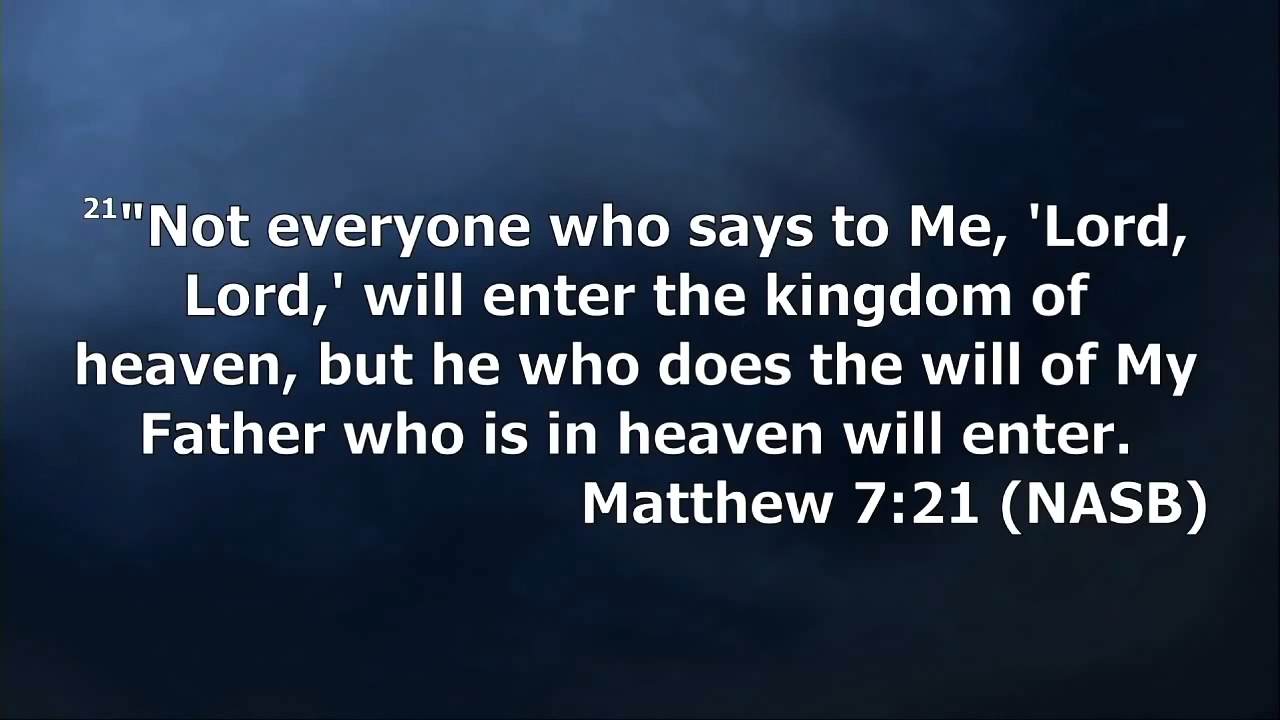 21"Not everyone who says to Me, 'Lord,
Lord,' will enter the kingdom of
heaven, but he who does the will of My
Father who is in heaven will enter.
Matthew 7:21 (NASB)